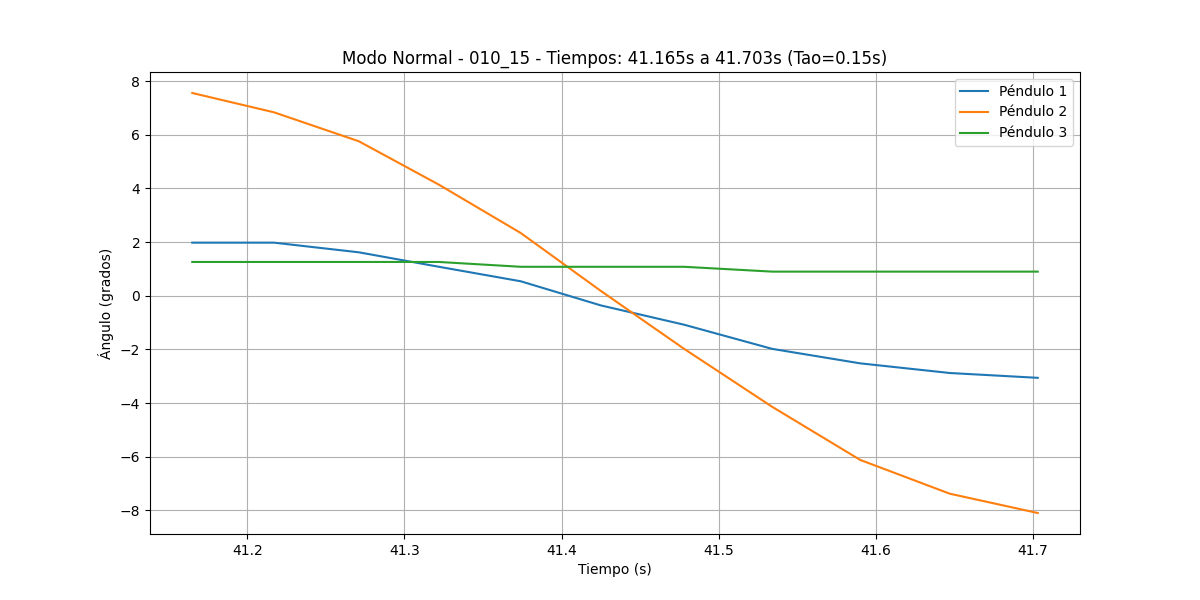 Modo Normal - 010_15 - Tiempos: 41.165s a 41.703s (Tao=0.15s)
Péndulo 1
Péndulo 2
Péndulo 3
Ángulo (grados)
8
6
4
2
0
−2
−4
−6
−8
41.2 41.3 41.4 41.5 41.6 41.7
Tiempo (s)